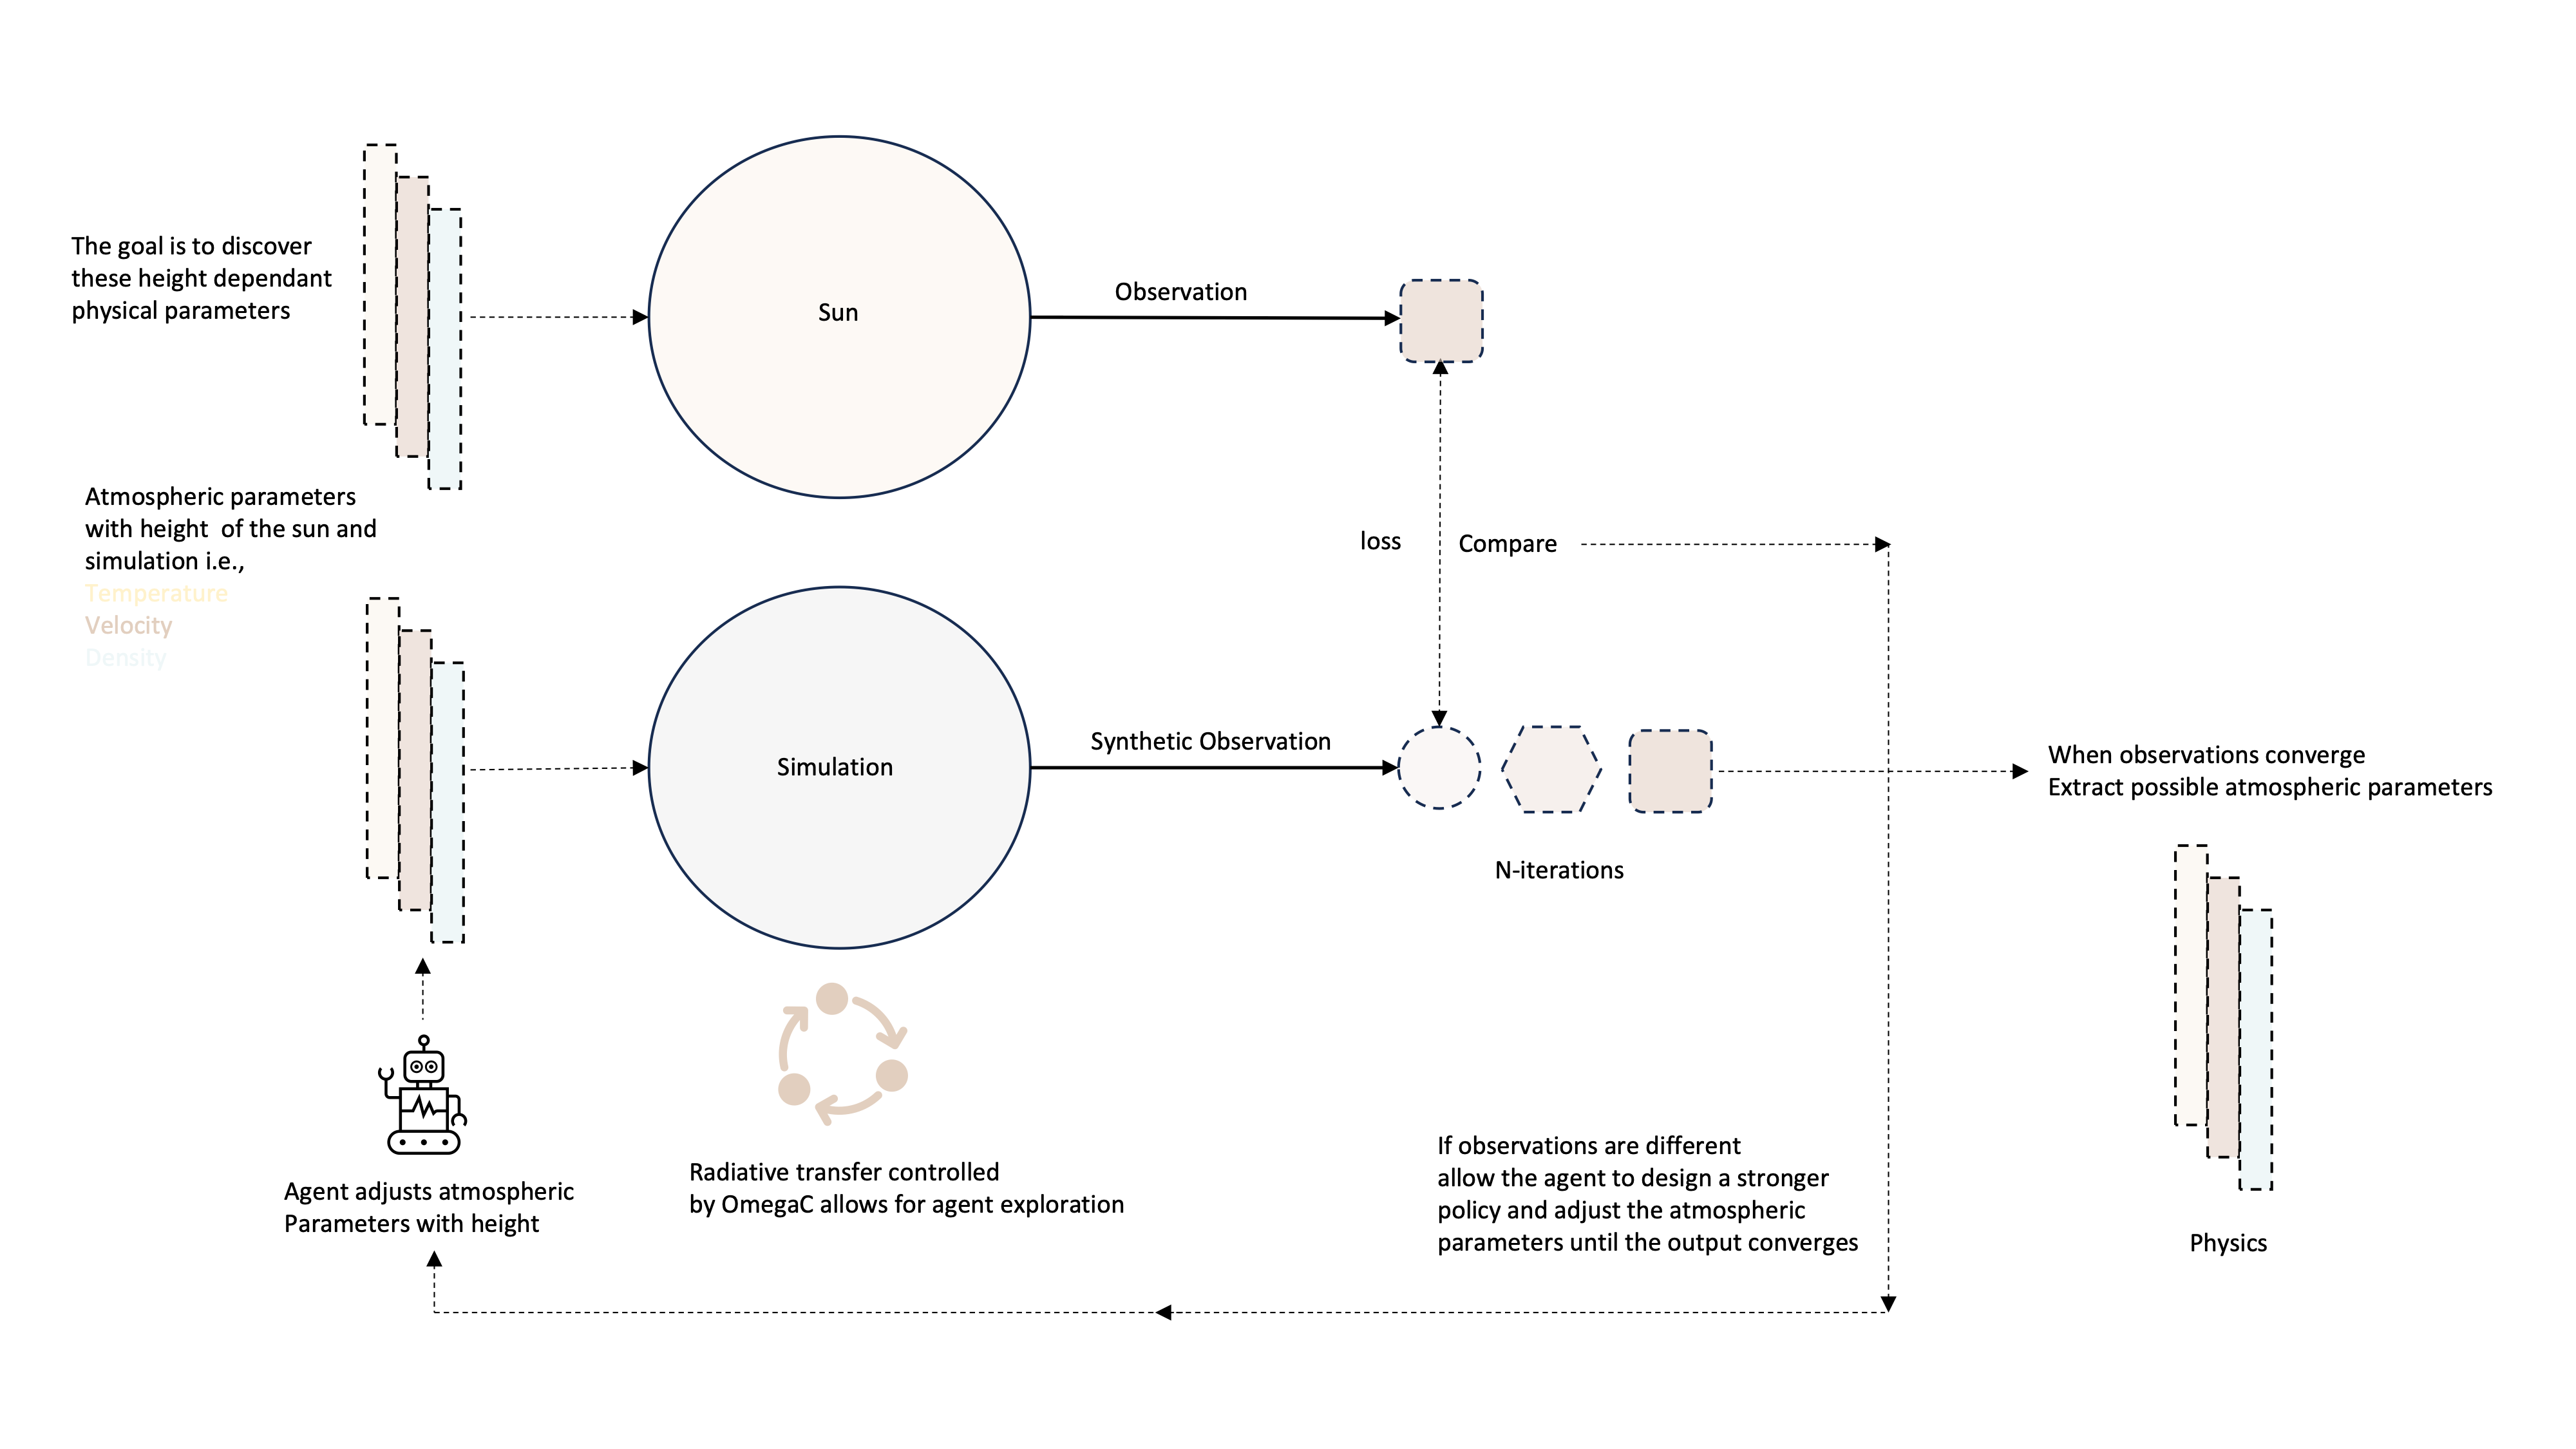 The goal is to discover
these height dependant
physical parameters
Sun
Observation
Atmospheric parameters
with height  of the sun and
simulation i.e.,
Temperature
Velocity
Density
loss
Compare
Simulation
Synthetic Observation
N-iterations
When observations converge
Extract possible atmospheric parameters
Agent adjusts atmospheric
Parameters with height
Radiative transfer controlled
by OmegaC allows for agent exploration
If observations are different
allow the agent to design a stronger
policy and adjust the atmospheric
parameters until the output converges
Physics